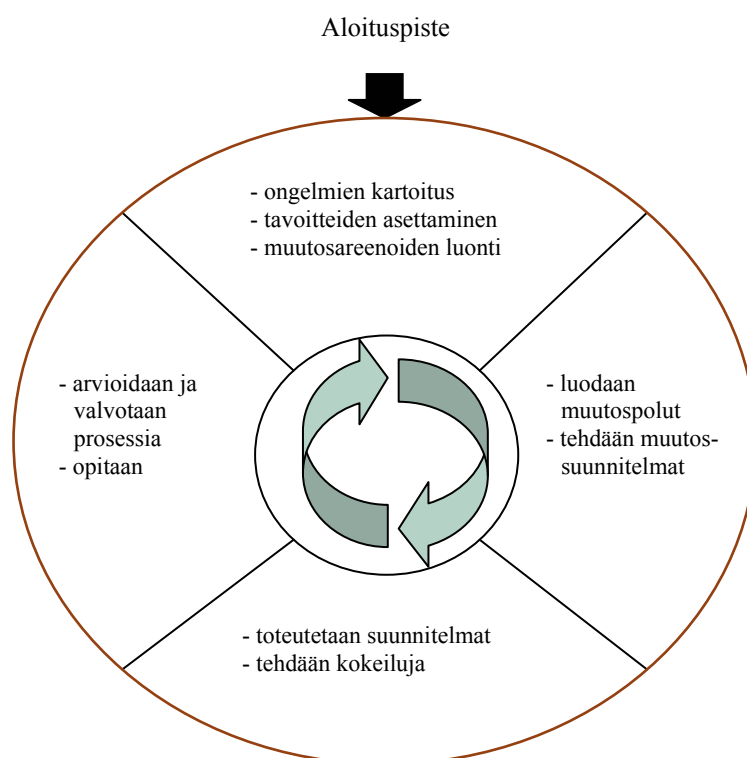 Aloituspiste
- ongelmien kartoitus
- tavoitteiden asettaminen
- muutosareenoiden luonti
- luodaan
muutospolut
- tehdään muutos-
suunnitelmat
- toteutetaan suunnitelmat
- tehdään kokeiluja
- arvioidaan ja
valvotaan
prosessia
- opitaan